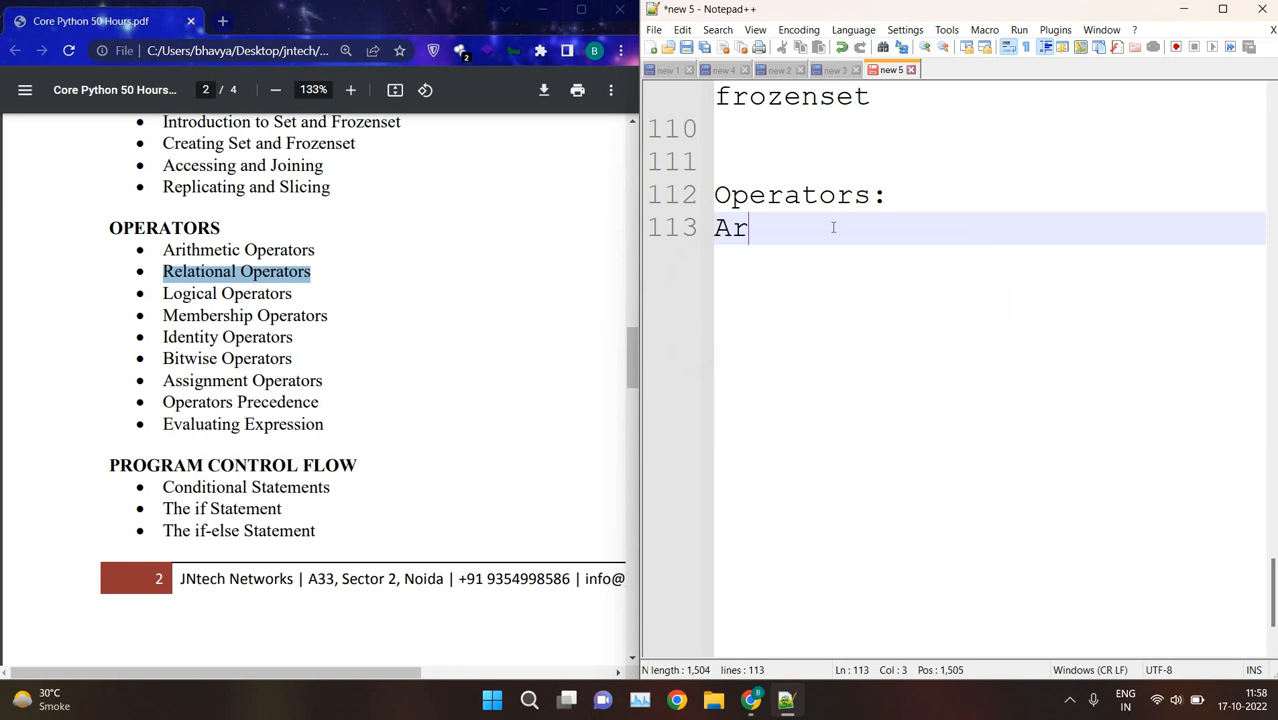 Core Python 50 Hours.pdf
File
C:/Users/bhavya/Desktop/jntech/...
2
B
Core Python 50 Hours...
2 / 4
133%
Introduction to Set and Frozenset
Creating Set and Frozenset
Accessing and Joining
Replicating and Slicing
OPERATORS
Arithmetic Operators
Relational Operators
Logical Operators
Membership Operators
Identity Operators
Bitwise Operators
Assignment Operators
Operators Precedence
Evaluating Expression
PROGRAM CONTROL FLOW
Conditional Statements
The if Statement
The if-else Statement
2 JNtech Networks | A33, Sector 2, Noida | +91 9354998586 | info@
*new 5 - Notepad++
File Edit Search View Encoding Language Settings Tools Macro Run Plugins Window ?
new 1 new 4 new 2 new 3 new 5
frozenset
110
111
112 Operators:
113 Ar
N length : 1,504 lines : 113 Ln : 113 Col : 3 Pos : 1,505 Windows (CR LF) UTF-8 INS
30°C
Smoke
B
ENG
IN
11:58
17-10-2022